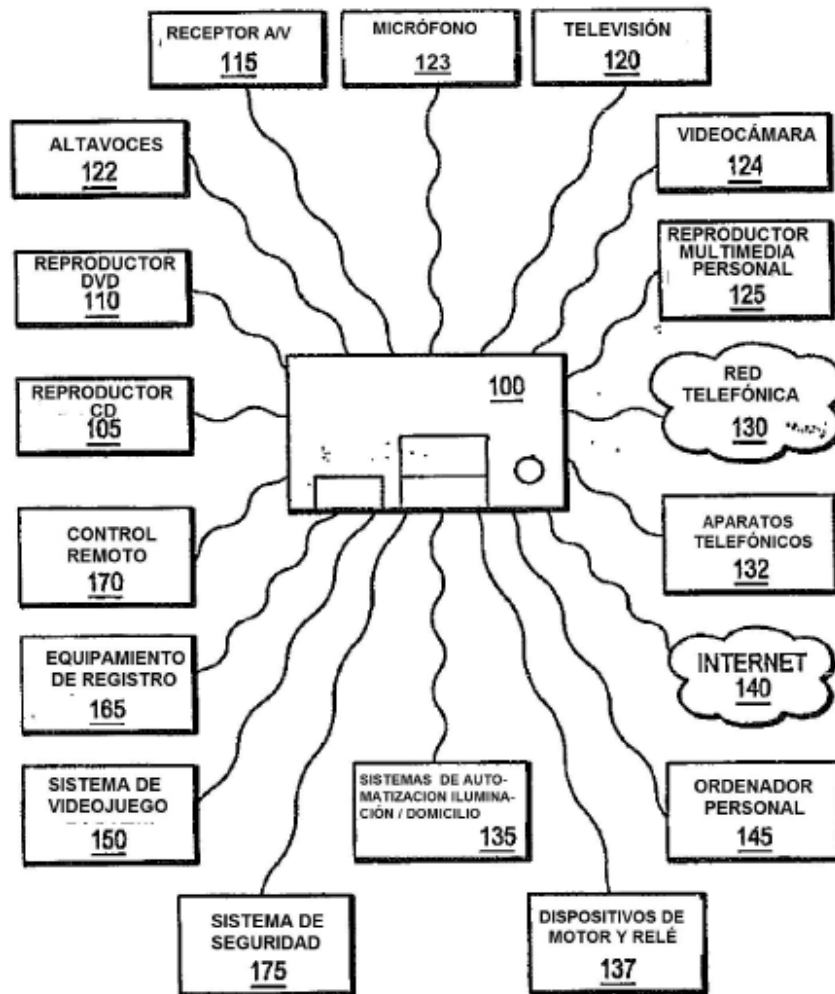 RECEPTOR A/V
115
MICRÓFONO
123
TELEVISIÓN
120
ALTAVOCES
122
VIDEOCÁMARA
124
REPRODUCTOR
DVD
110
REPRODUCTOR
MULTIMEDIA
PERSONAL
125
100
REPRODUCTOR
CD
105
RED
TELEFÓNICA
130
CONTROL
REMOTO
170
APARATOS
TELEFÓNICOS
132
EQUIPAMIENTO
DE REGISTRO
165
INTERNET
140
SISTEMA DE
VIDEOJUEGO
150
SISTEMAS DE AUTO-
MATIZACION ILUMINA-
CIÓN / DOMICILIO
135
ORDENADOR
PERSONAL
145
SISTEMA DE
SEGURIDAD
175
DISPOSITIVOS DE
MOTOR Y RELÉ
137